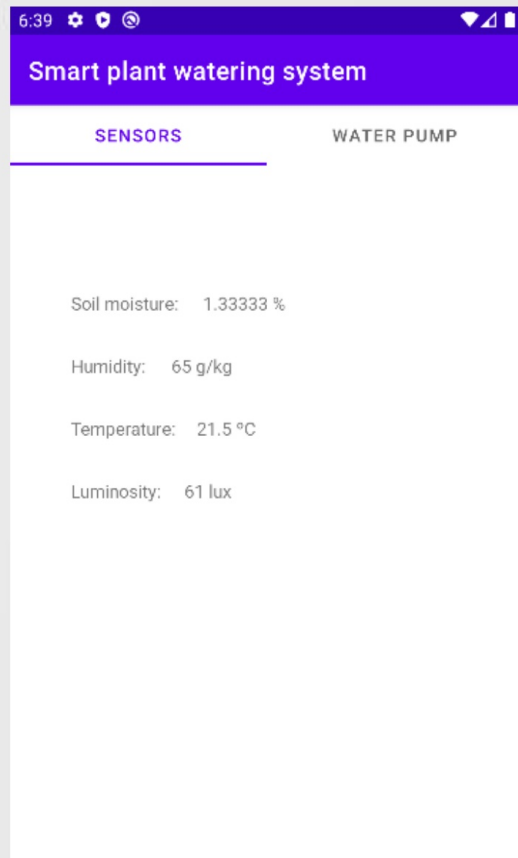 6:39
Smart plant watering system
SENSORS WATER PUMP
Soil moisture: 1.33333 %
Humidity: 65 g/kg
Temperature: 21.5 ºC
Luminosity: 61 lux